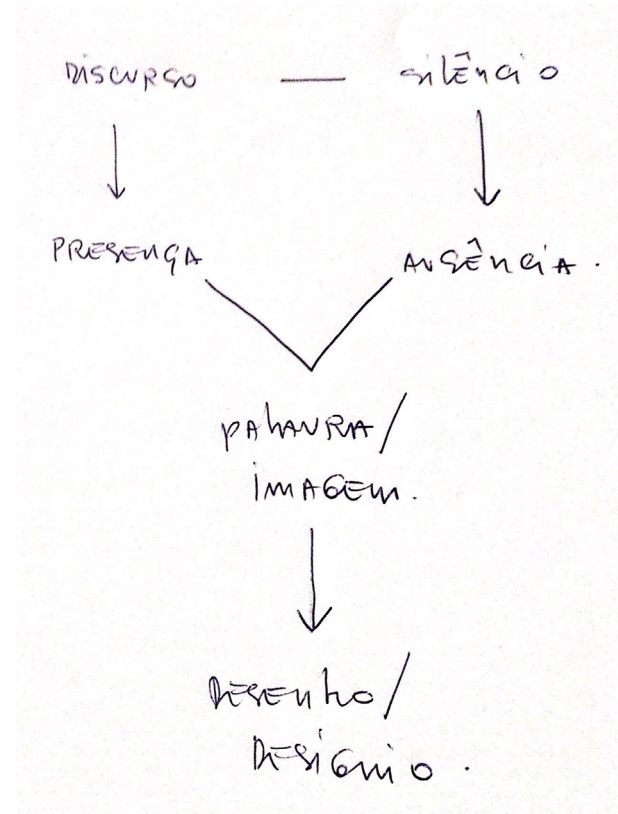 DISCURSO — SILÊNCIO
PRESENÇA AUSÊNCIA.
PALAVRA/
IMAGEM.
DESENHO/
DESÍGNIO.